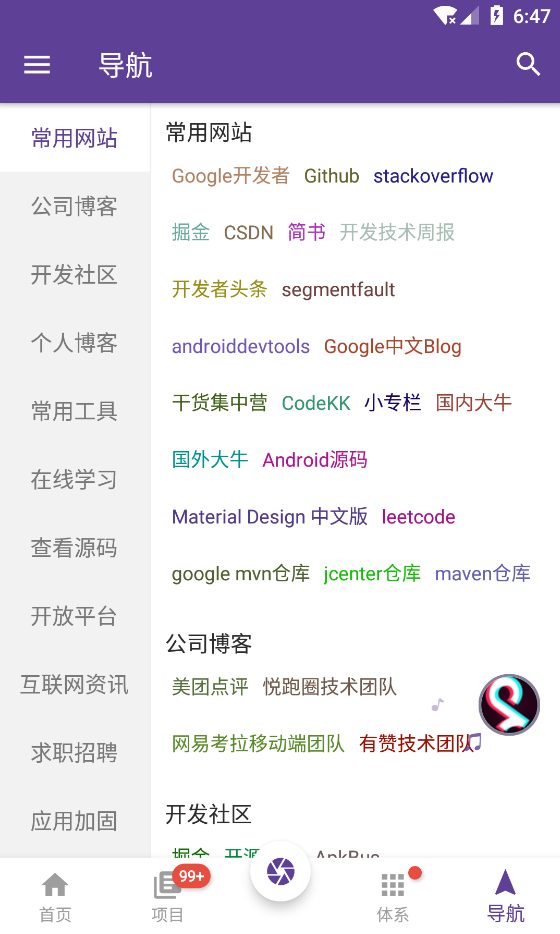 6:47
导航
常用网站
公司博客
开发社区
个人博客
常用工具
在线学习
查看源码
开放平台
互联网资讯
求职招聘
应用加固
常用网站
Google开发者 Github stackoverflow
掘金 CSDN 简书 开发技术周报
开发者头条 segmentfault
androiddevtools Google中文Blog
干货集中营 CodeKK 小专栏 国内大牛
国外大牛 Android源码
Material Design 中文版 leetcode
google mvn仓库 jcenter仓库 maven仓库
公司博客
美团点评 悦跑圈技术团队
网易考拉移动端团队 有赞技术团队
开发社区
掘金 开源 ApkBus
99+
首页 项目 体系 导航